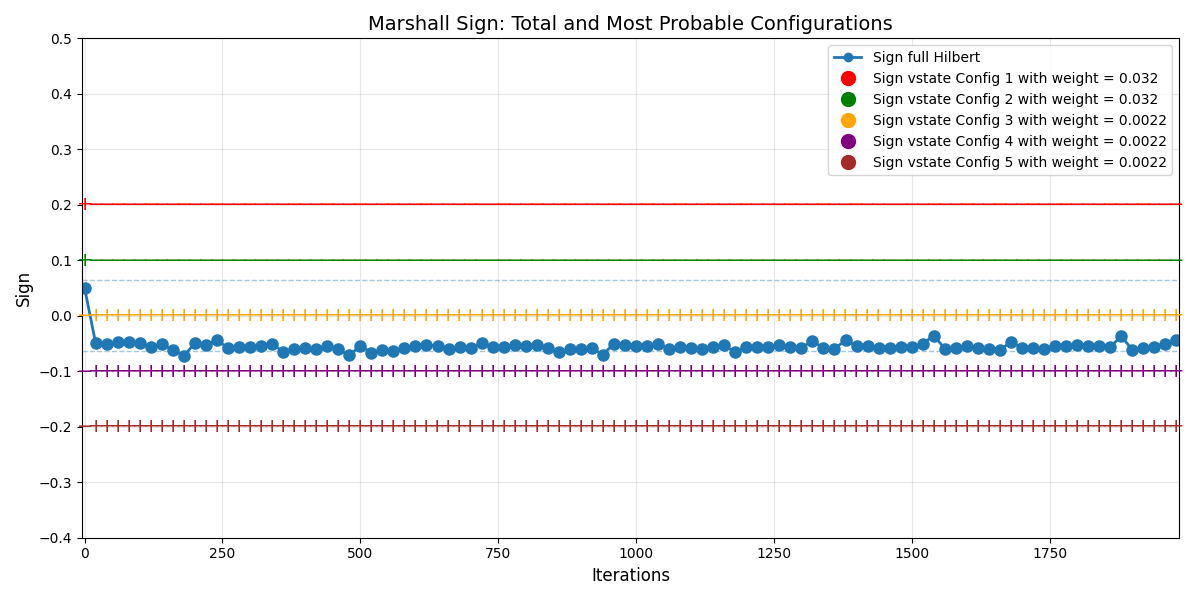 Marshall Sign: Total and Most Probable Configurations
0.5
0.4
0.3
0.2
0.1
0.0
−0.1
−0.2
−0.3
−0.4
Sign
Sign full Hilbert
Sign vstate Config 1 with weight = 0.032
Sign vstate Config 2 with weight = 0.032
Sign vstate Config 3 with weight = 0.0022
Sign vstate Config 4 with weight = 0.0022
Sign vstate Config 5 with weight = 0.0022
0 250 500 750 1000 1250 1500 1750
Iterations